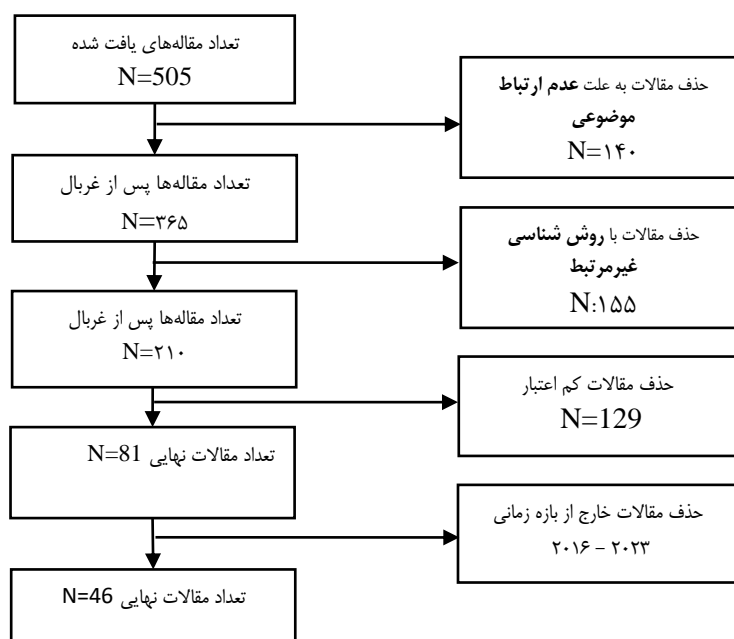 تعداد مقاله‌های یافت شده
N=505
حذف مقالات به علت عدم ارتباط
موضوعی
N=۱۴۰
تعداد مقاله‌ها پس از غربال
N=۳۶۵
حذف مقالات با روش شناسی
غیرمرتبط
N:۱۵۵
تعداد مقاله‌ها پس از غربال
N=۲۱۰
حذف مقالات کم اعتبار
N=129
تعداد مقالات نهایی N=81
حذف مقالات خارج از بازه زمانی
۲۰۱۶ – ۲۰۲۳
تعداد مقالات نهایی N=46